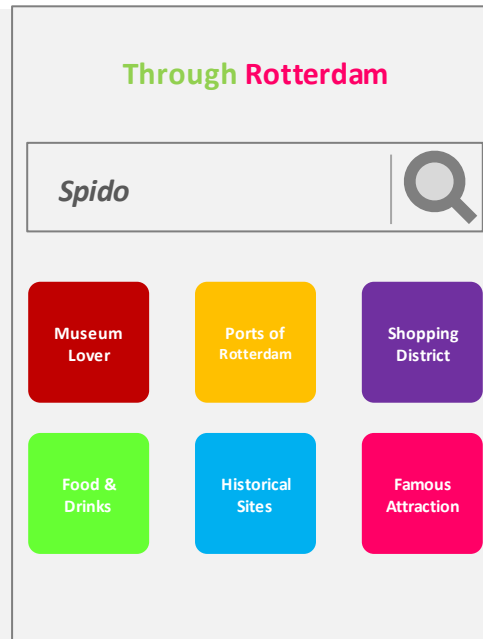 Through Rotterdam
Spido
Museum
Lover
Ports of
Rotterdam
Shopping
District
Food &
Drinks
Historical
Sites
Famous
Attraction